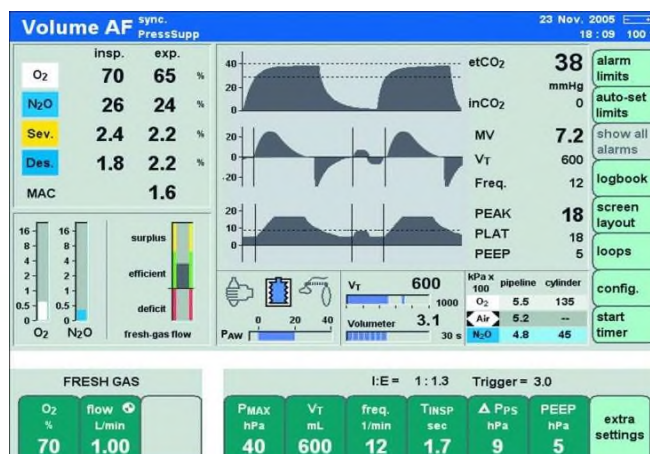 Volume AF sync. PressSupp
23 Nov. 2005
18 : 09 100
insp. exp.
O2 70 65 %
N2O 26 24 %
Sev. 2.4 2.2 %
Des. 1.8 2.2 %
MAC 1.6
40
20
0
20
0
-20
20
10
0
etCO2 38
mmHg
inCO2 0
MV 7.2
VT 600
Freq. 12
PEAK 18
PLAT 18
PEEP 5
alarm limits
auto-set limits
show all alarms
logbook
screen layout
loops
config.
start timer
16 16
8 8
4 4
2 2
1 1
0.5 0.5
0 0
O2 N2O
surplus
efficient
deficit
fresh-gas flow
0 20 40
PAW
VT 600
1000
Volumeter 3.1
30 s
kPa x 100 pipeline cylinder
O2 5.5 135
Air 5.2 --
N2O 4.8 45
FRESH GAS
I:E = 1 : 1.3 Trigger = 3.0
O2 % 70
flow L/min 1.00
PMAX hPa 40
VT mL 600
freq. 1/min 12
TINSP sec 1.7
Δ PPS hPa 9
PEEP hPa 5
extra settings